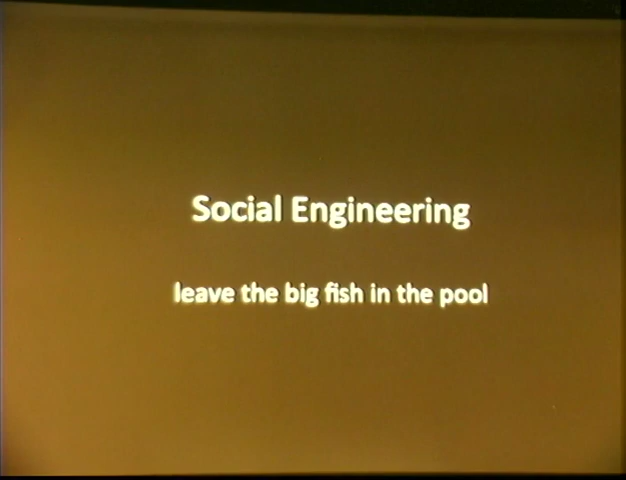 Social Engineering
leave the big fish in the pool